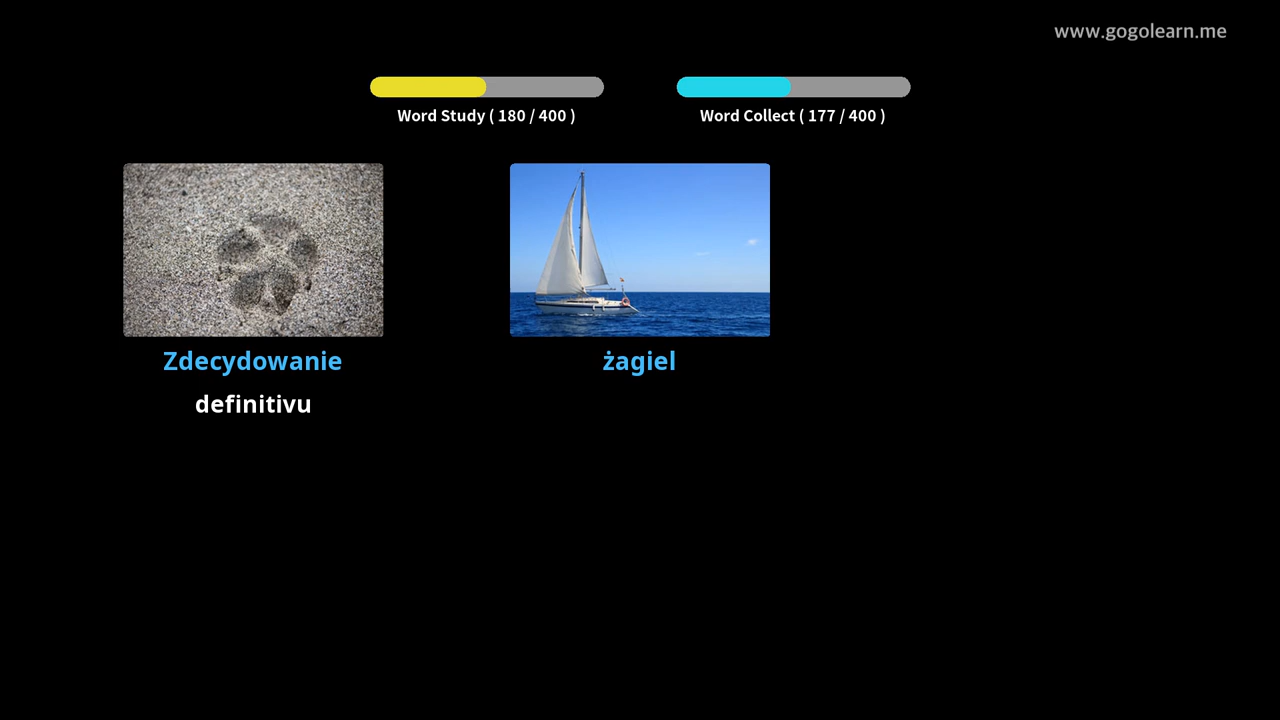 www.gogolearn.me
Word Study ( 180 / 400 )
Word Collect ( 177 / 400 )
Zdecydowanie
żagiel
definitivu